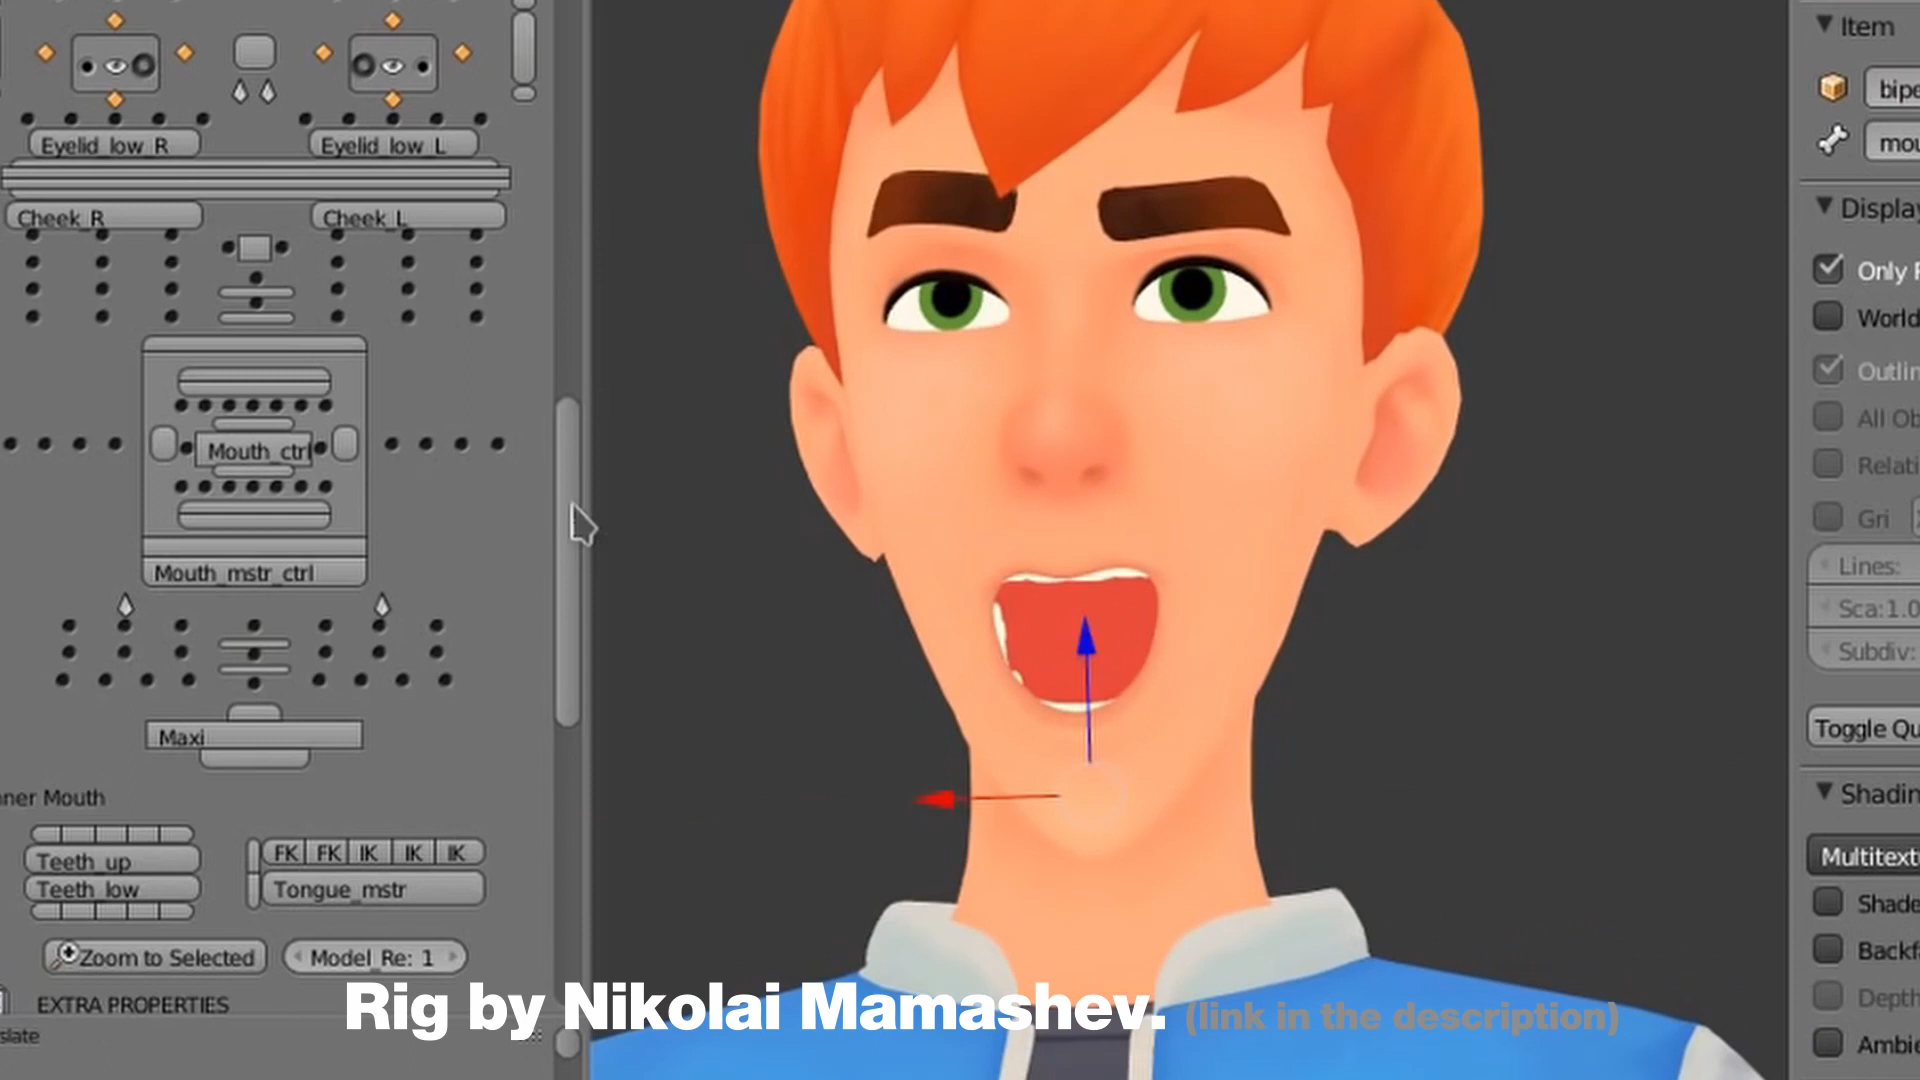 Item
bipe
Eyelid_low_R
Eyelid_low_L
mou
Cheek_R
Cheek_L
Display
Only R
World
Outlin
All Ob
Mouth_ctrl
Relati
Gri
Mouth_mstr_ctrl
Lines:
Sca:1.0
Subdiv:
Maxi
Toggle Qu
ner Mouth
Shadin
Teeth_up
FK FK IK IK IK
Multitextu
Teeth_low
Tongue_mstr
Shade
Zoom to Selected
Model_Re: 1
Backfa
EXTRA PROPERTIES
Depth
Rig by Nikolai Mamashev. (link in the description)
slate
Ambie